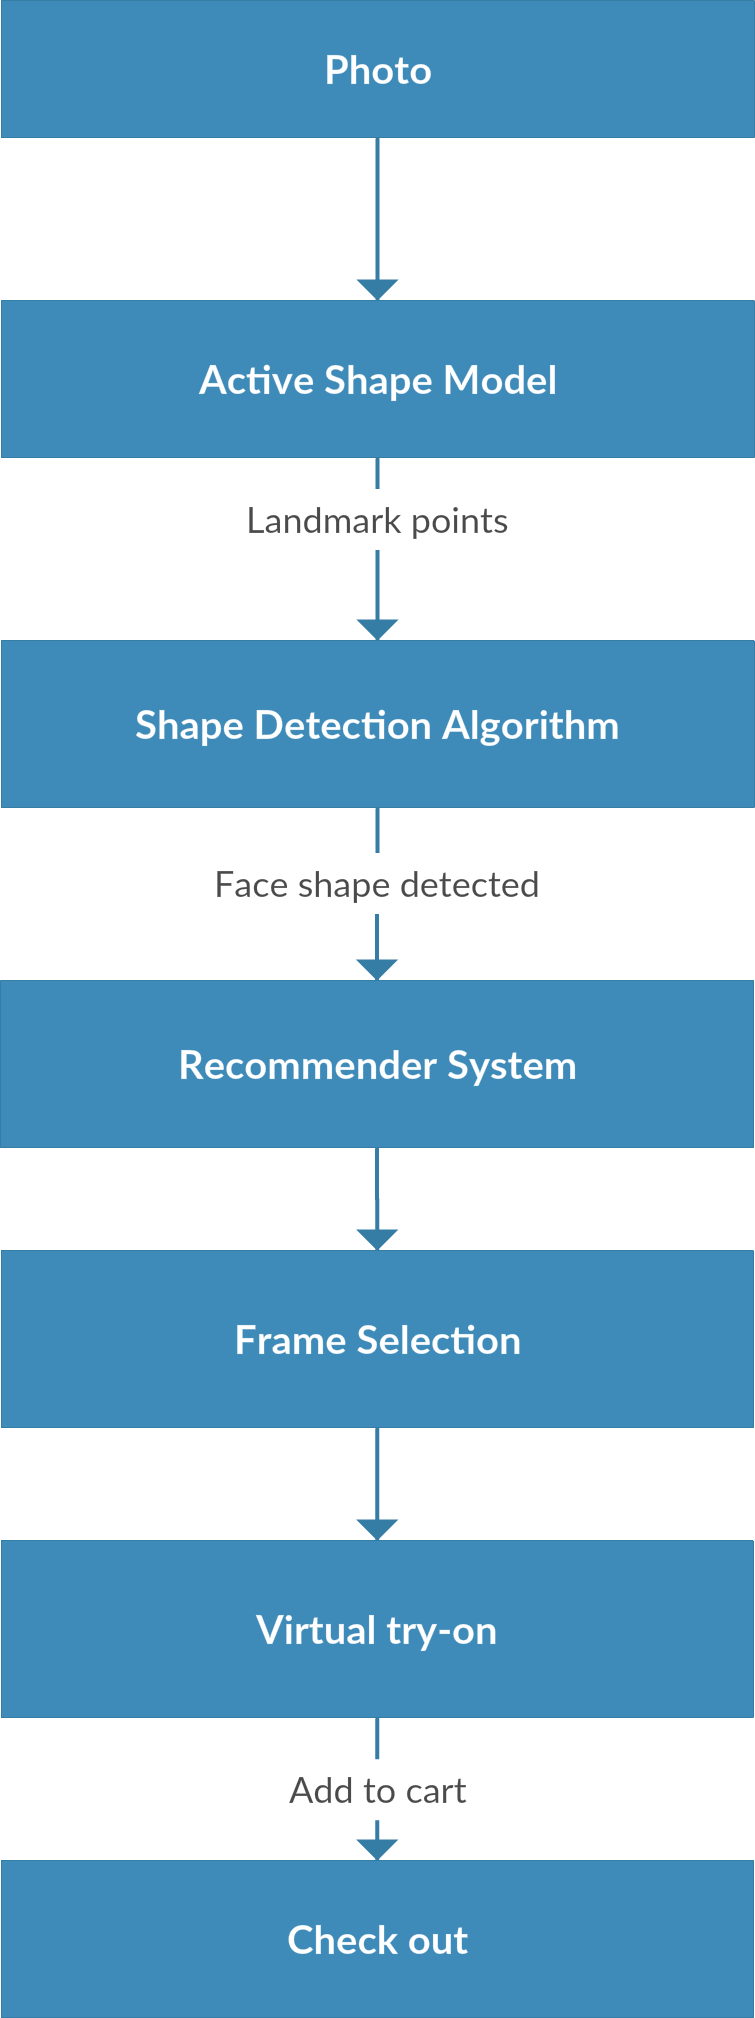 Photo
Active Shape Model
Landmark points
Shape Detection Algorithm
Face shape detected
Recommender System
Frame Selection
Virtual try-on
Add to cart
Check out